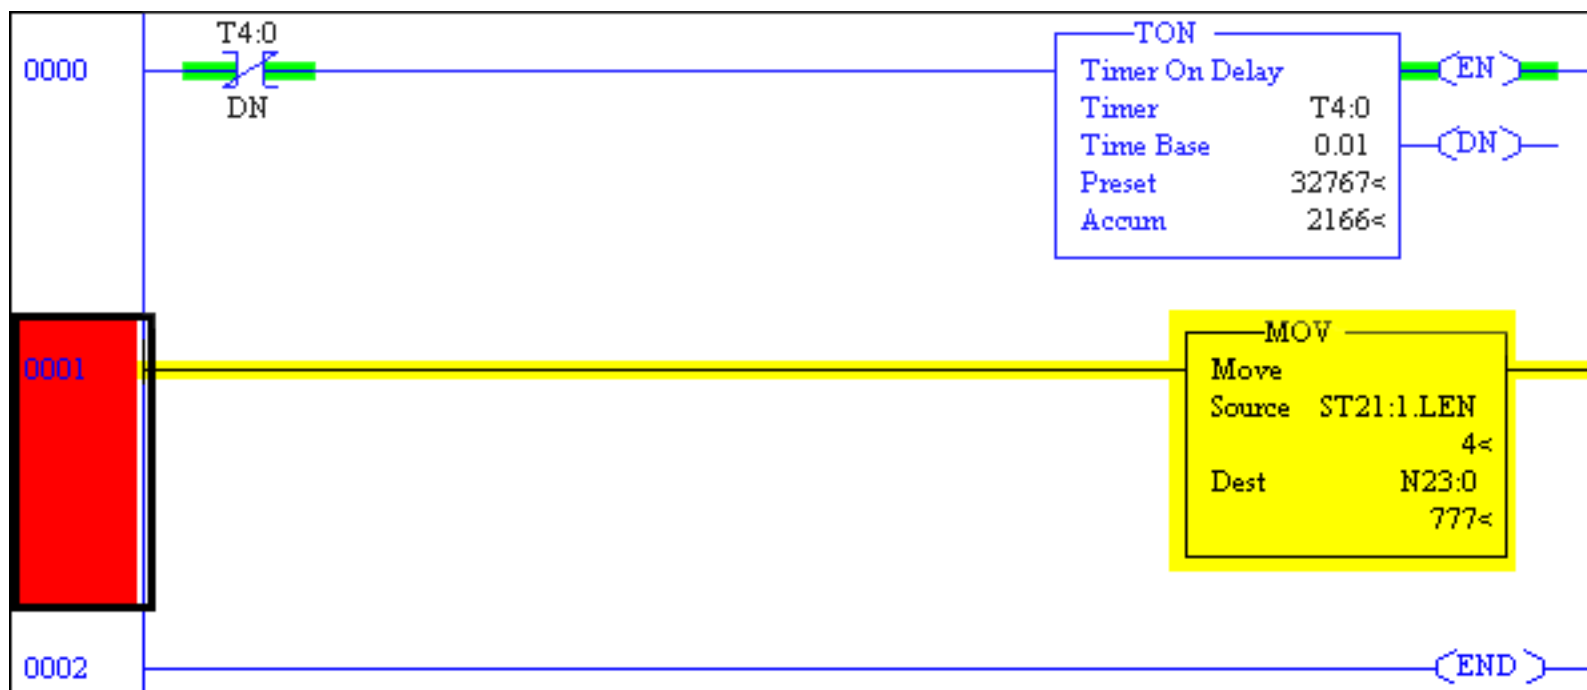 T4:0
0000
DN
TON
Timer On Delay
EN
Timer T4:0
Time Base 0.01
DN
Preset 32767<
Accum 2166<
MOV
0001
Move
Source ST21:1.LEN
4<
Dest N23:0
777<
0002
END